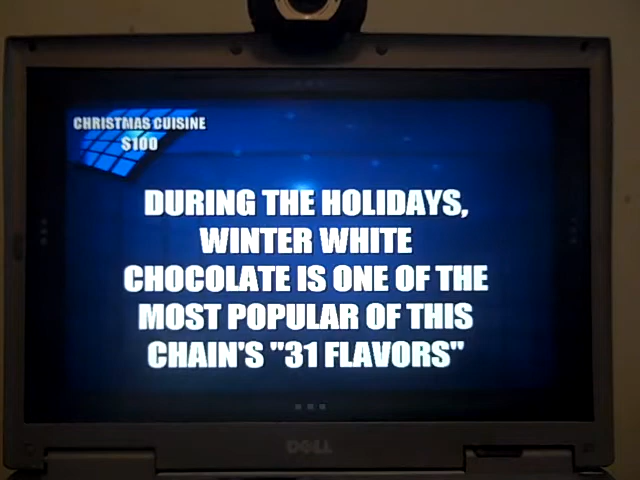 CHRISTMAS CUISINE
$100
DURING THE HOLIDAYS,
WINTER WHITE
CHOCOLATE IS ONE OF THE
MOST POPULAR OF THIS
CHAIN'S "31 FLAVORS"
DELL